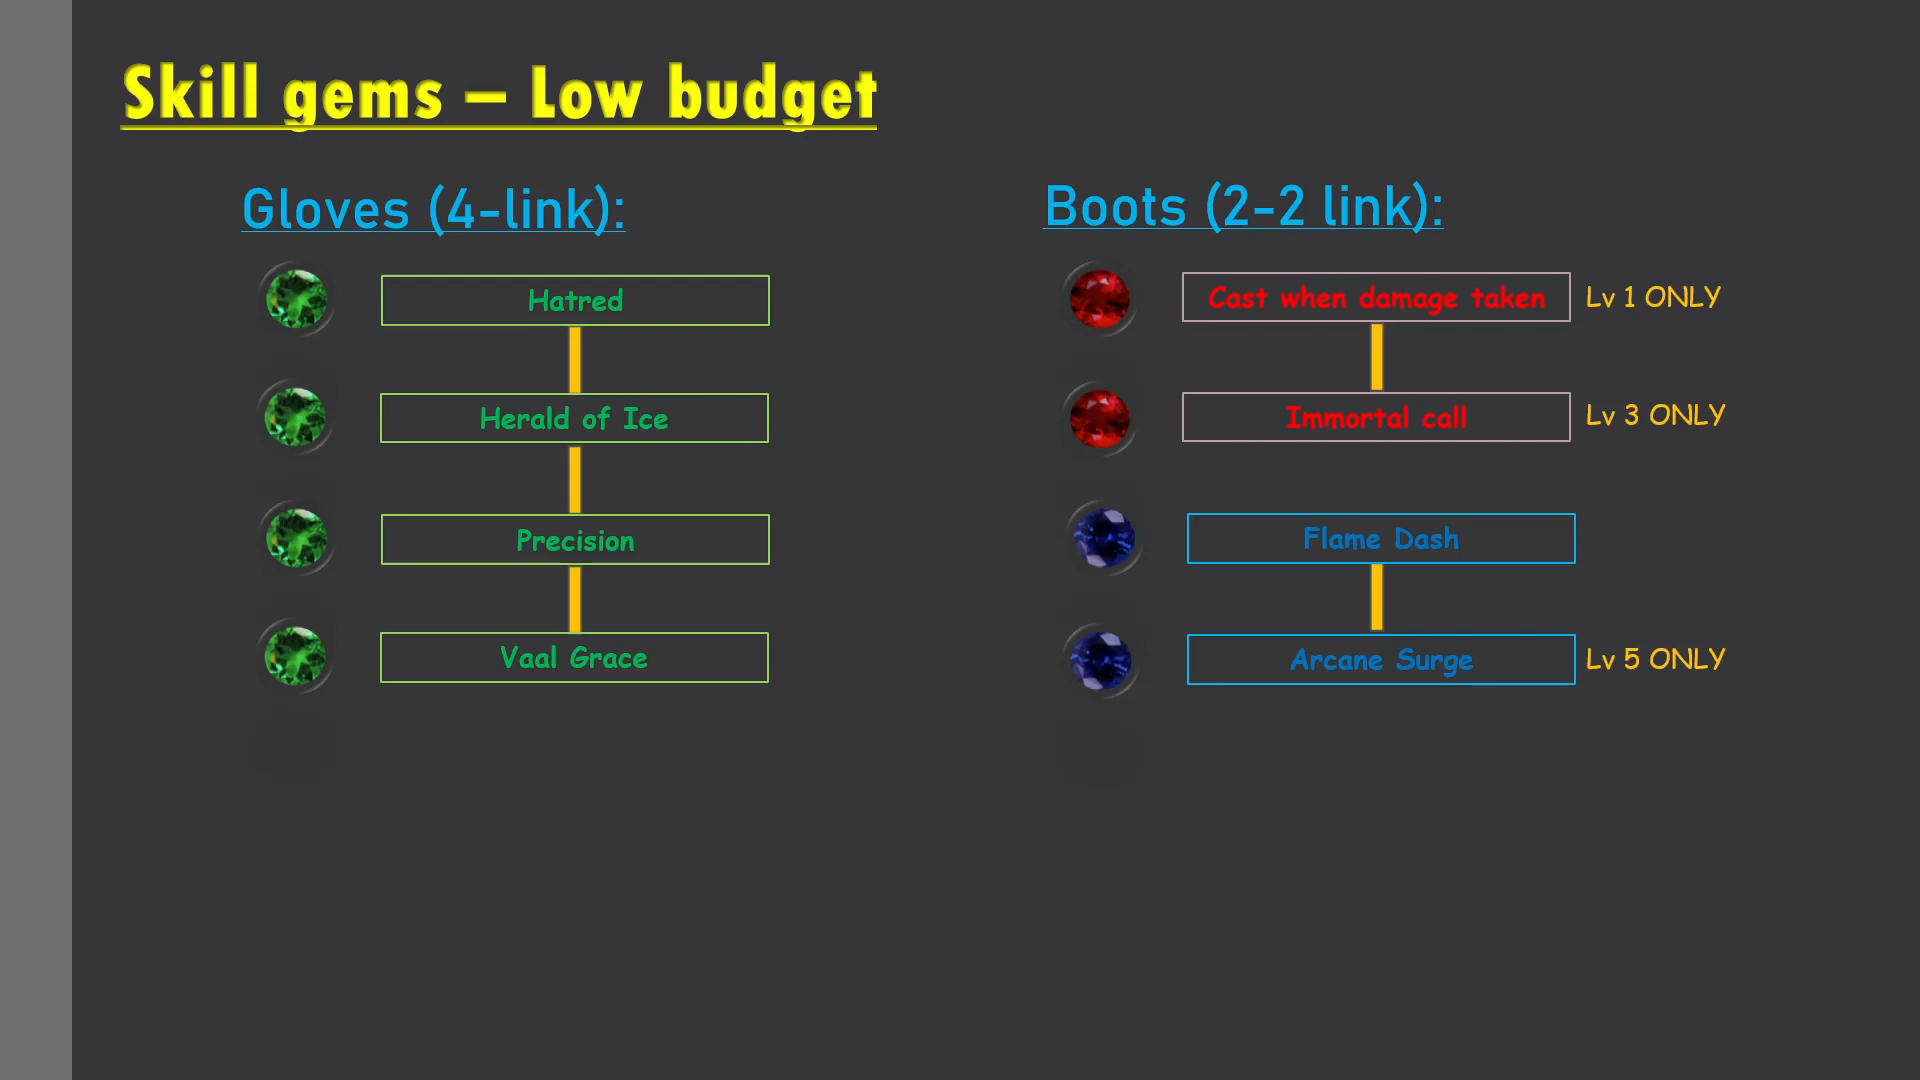 Skill gems – Low budget
Gloves (4-link):
Hatred
Herald of Ice
Precision
Vaal Grace
Boots (2-2 link):
Cast when damage taken
Lv 1 ONLY
Immortal call
Lv 3 ONLY
Flame Dash
Arcane Surge
Lv 5 ONLY